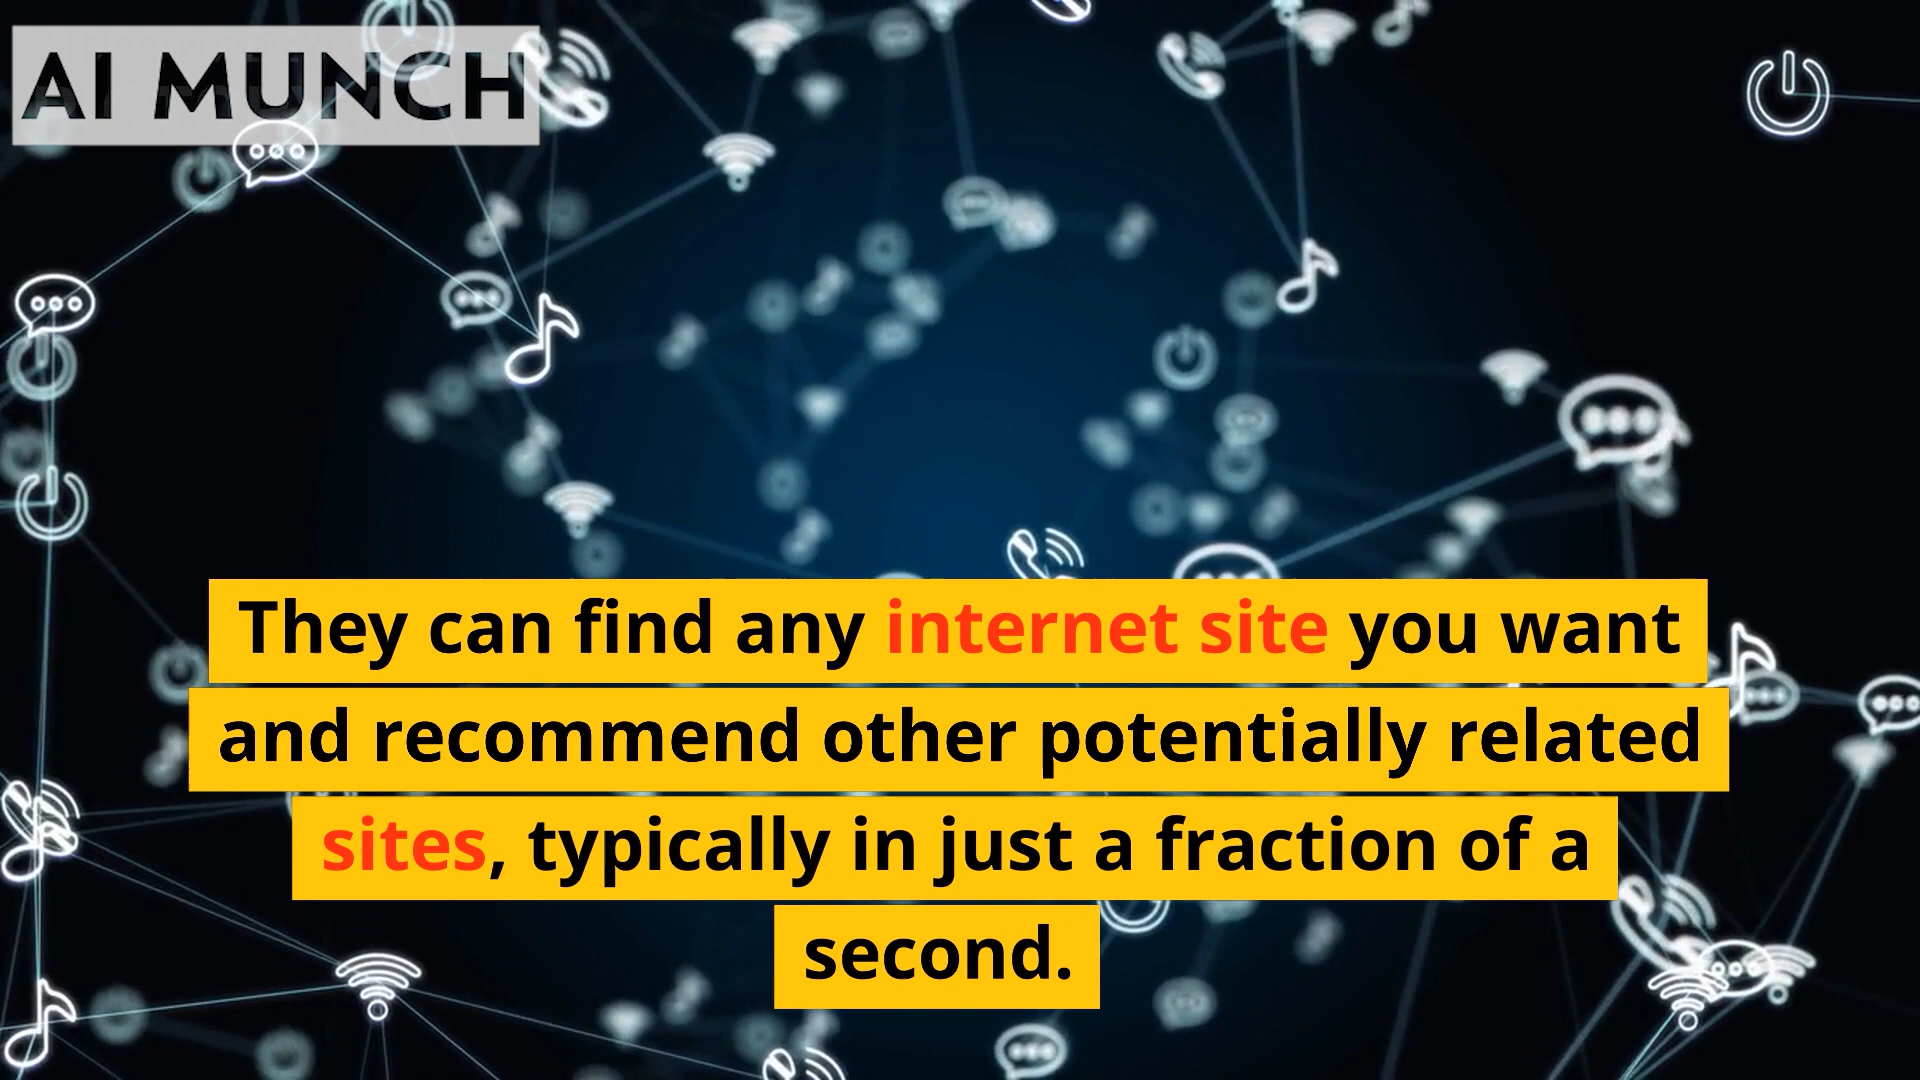 AI MUNCH
They can find any internet site you want
and recommend other potentially related
sites, typically in just a fraction of a
second.